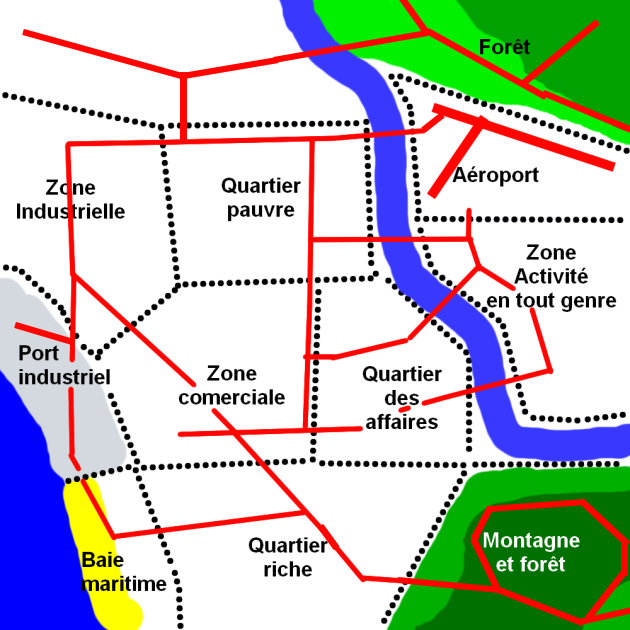 Forêt
Aéroport
Zone
Industrielle
Quartier
pauvre
Zone
Activité
en tout genre
Port
industriel
Zone
comerciale
Quartier
des
affaires
Quartier
riche
Montagne
et forêt
Baie
maritime